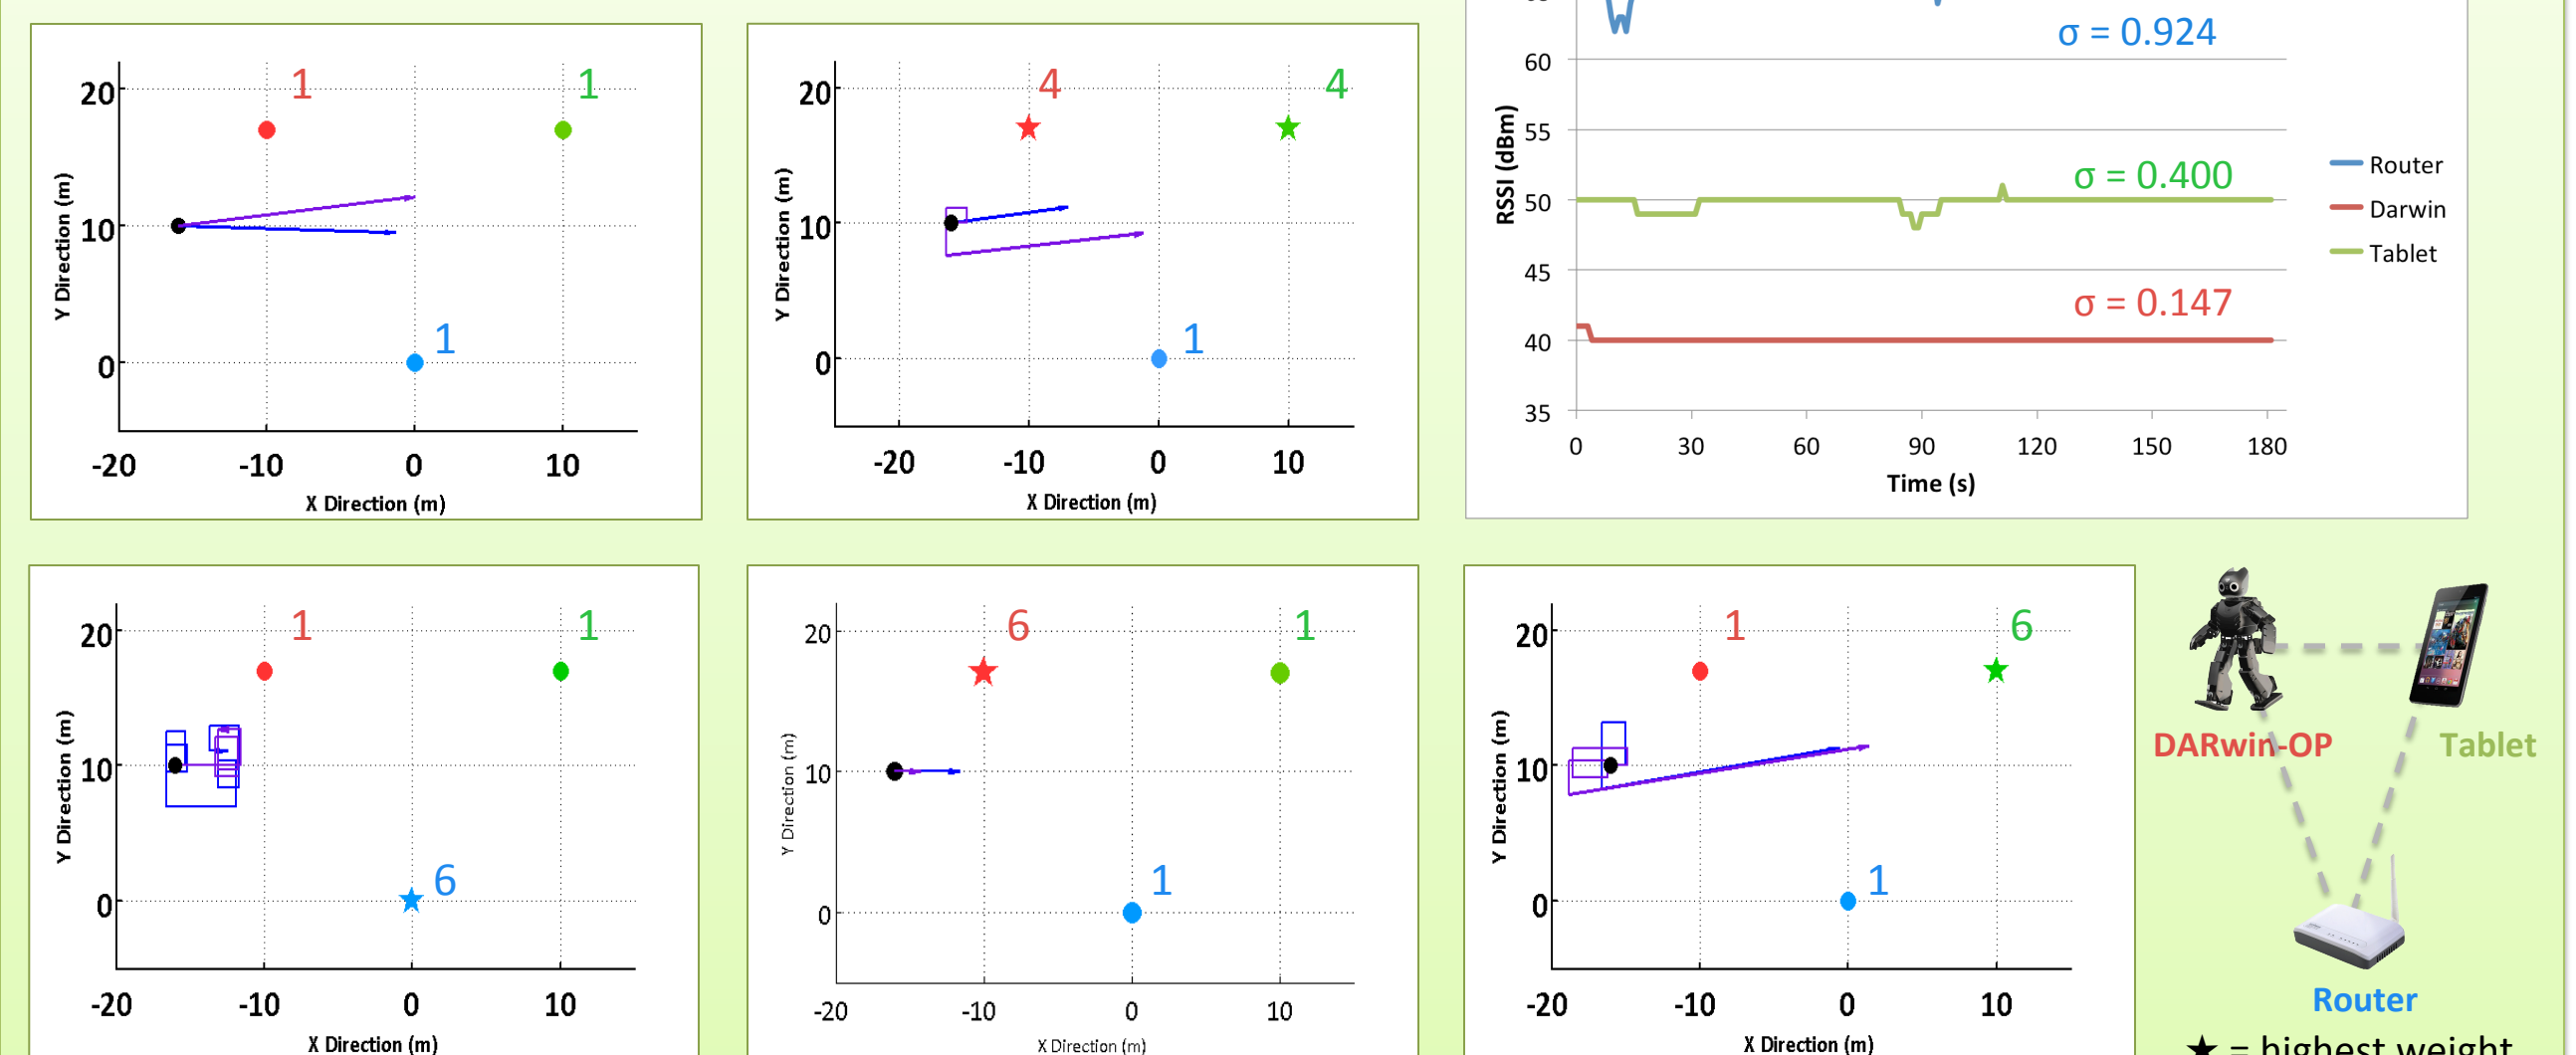 1 1
20
10
0
1
-20 -10 0 10
Y Direction (m)
X Direction (m)
4 4
20
10
0
1
-20 -10 0 10
Y Direction (m)
X Direction (m)
σ = 0.924
60
55
50
45
40
35
σ = 0.400
σ = 0.147
RSSI (dBm)
Router
Darwin
Tablet
0 30 60 90 120 150 180
Time (s)
1 1
20
10
0
6
-20 -10 0 10
Y Direction (m)
X Direction (m)
6 1
20
10
0
1
-20 -10 0 10
Y Direction (m)
X Direction (m)
1 6
20
10
0
1
-20 -10 0 10
Y Direction (m)
X Direction (m)
DARwin-OP Tablet
Router
★ = highest weight